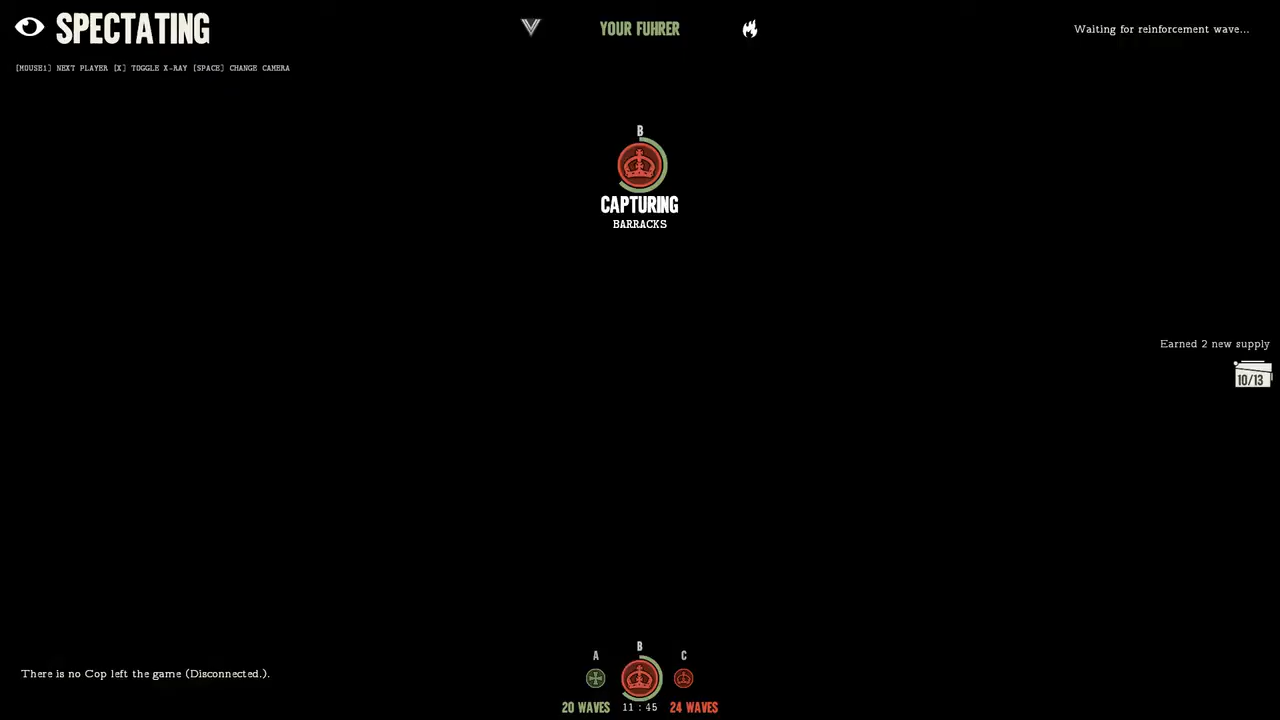 SPECTATING
YOUR FUHRER
Waiting for reinforcement wave...
[MOUSE1] NEXT PLAYER [X] TOGGLE X-RAY [SPACE] CHANGE CAMERA
B
CAPTURING
BARRACKS
Earned 2 new supply
10/13
There is no Cop left the game (Disconnected.).
A
B
C
20 WAVES 11 : 45 24 WAVES